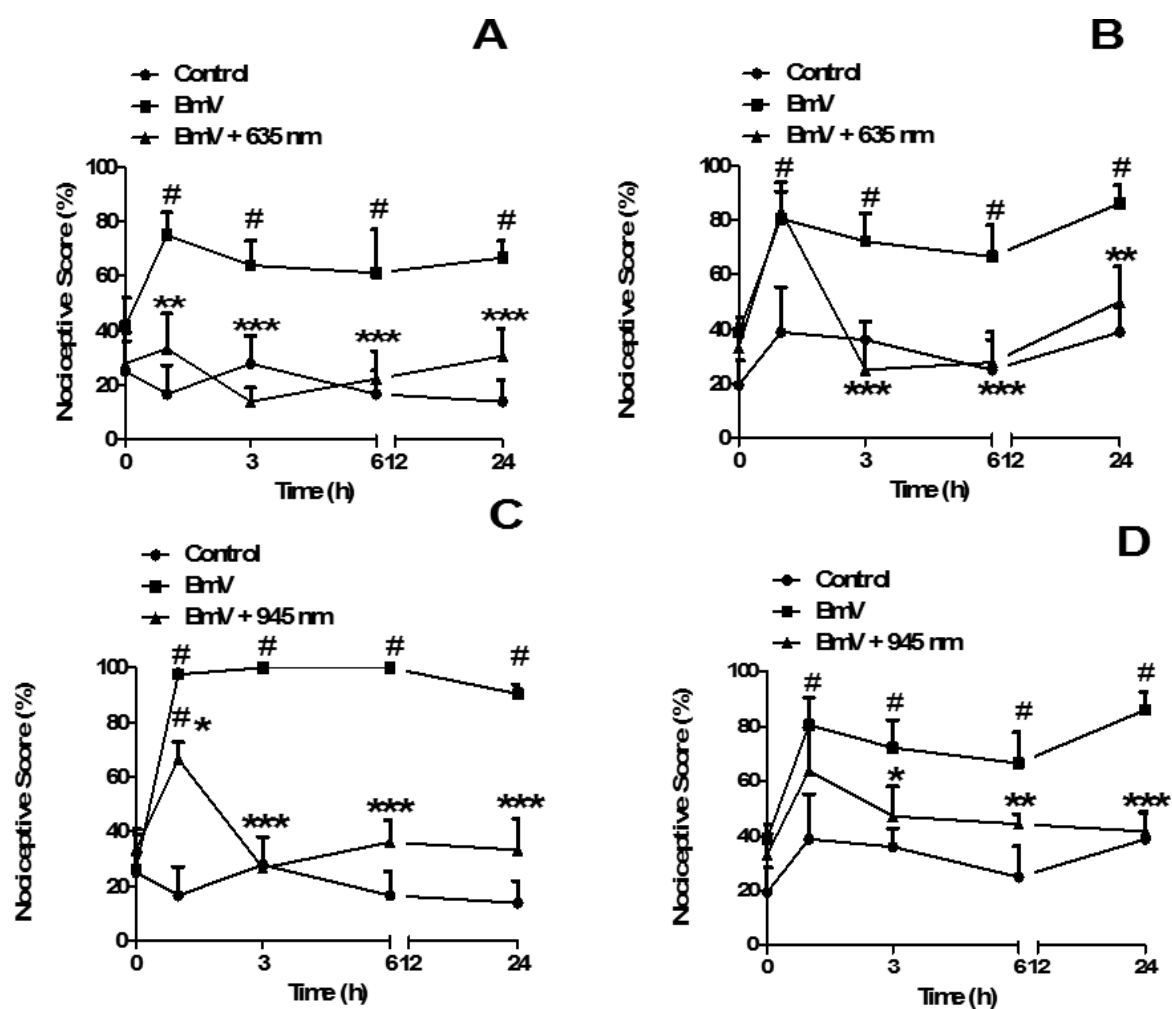 A
Control
BmV
BmV + 635 nm
# # # #
** *** *** ***
100
80
60
40
20
0
Nociceptive Score (%)
0 3 6 12 24
Time (h)
B
Control
BmV
BmV + 635 nm
# # # #
**
*** ***
100
80
60
40
20
0
Nociceptive Score (%)
0 3 6 12 24
Time (h)
C
Control
BmV
BmV + 945 nm
# # # #
# *
*** *** ***
100
80
60
40
20
0
Nociceptive Score (%)
0 3 6 12 24
Time (h)
D
Control
BmV
BmV + 945 nm
# # # #
* ** ***
100
80
60
40
20
0
Nociceptive Score (%)
0 3 6 12 24
Time (h)